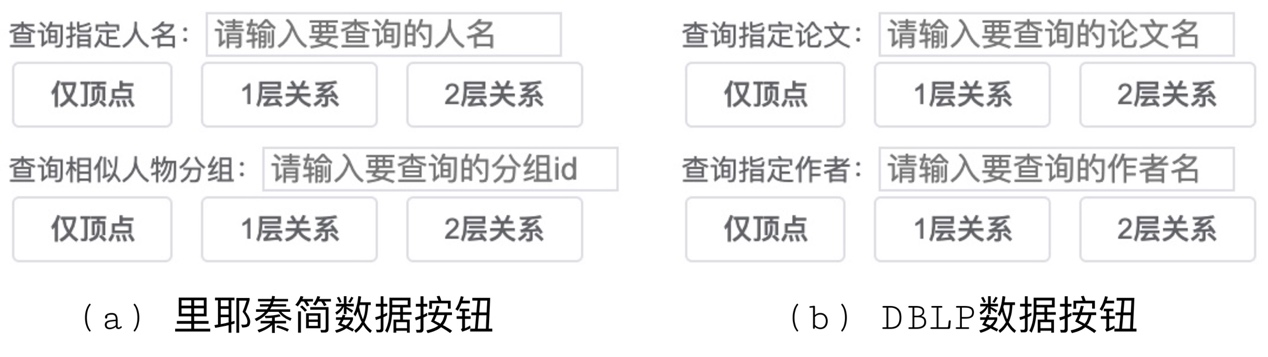 查询指定人名： 请输入要查询的人名
仅顶点 1层关系 2层关系
查询相似人物分组： 请输入要查询的分组id
仅顶点 1层关系 2层关系
(a) 里耶秦简数据按钮
查询指定论文： 请输入要查询的论文名
仅顶点 1层关系 2层关系
查询指定作者： 请输入要查询的作者名
仅顶点 1层关系 2层关系
(b) DBLP数据按钮